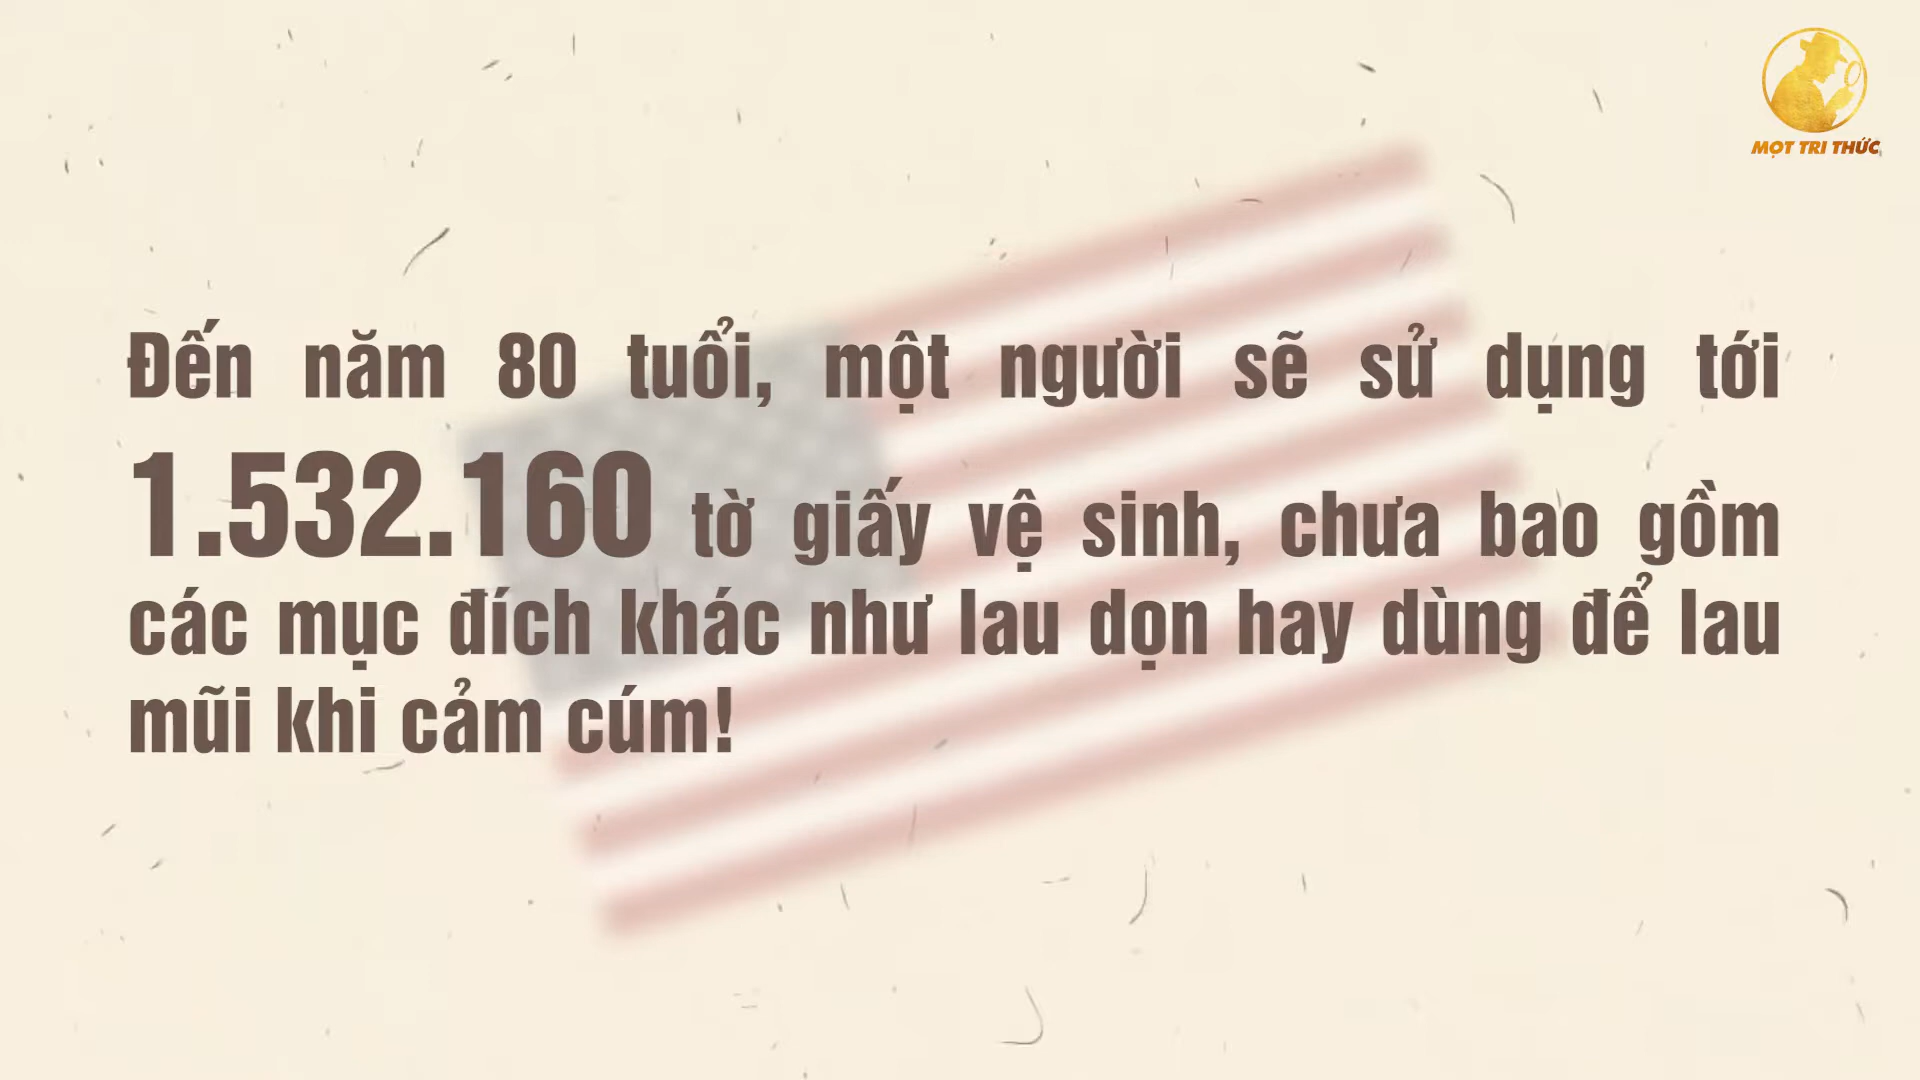 MỌT TRI THỨC
Đến năm 80 tuổi, một người sẽ sử dụng tới
1.532.160 tờ giấy vệ sinh, chưa bao gồm
các mục đích khác như lau dọn hay dùng để lau
mũi khi cảm cúm!